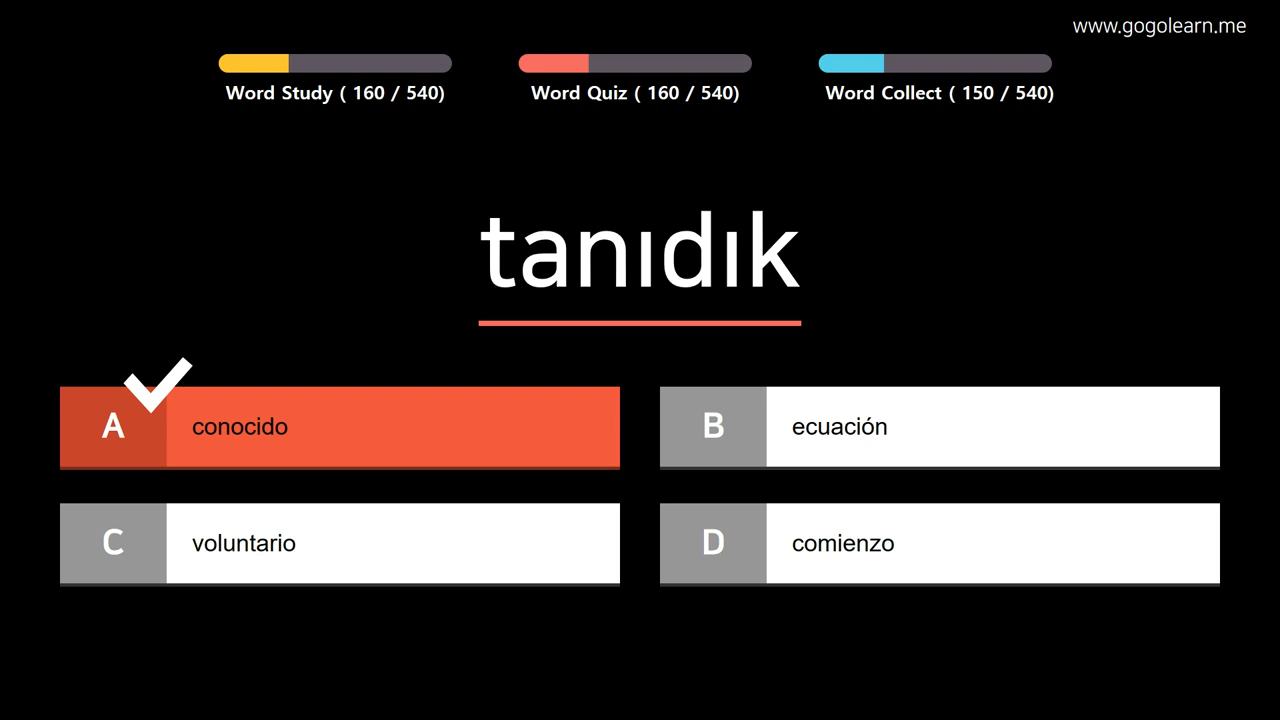 www.gogolearn.me
Word Study ( 160 / 540)
Word Quiz ( 160 / 540)
Word Collect ( 150 / 540)
tanıdık
A conocido
B ecuación
C voluntario
D comienzo